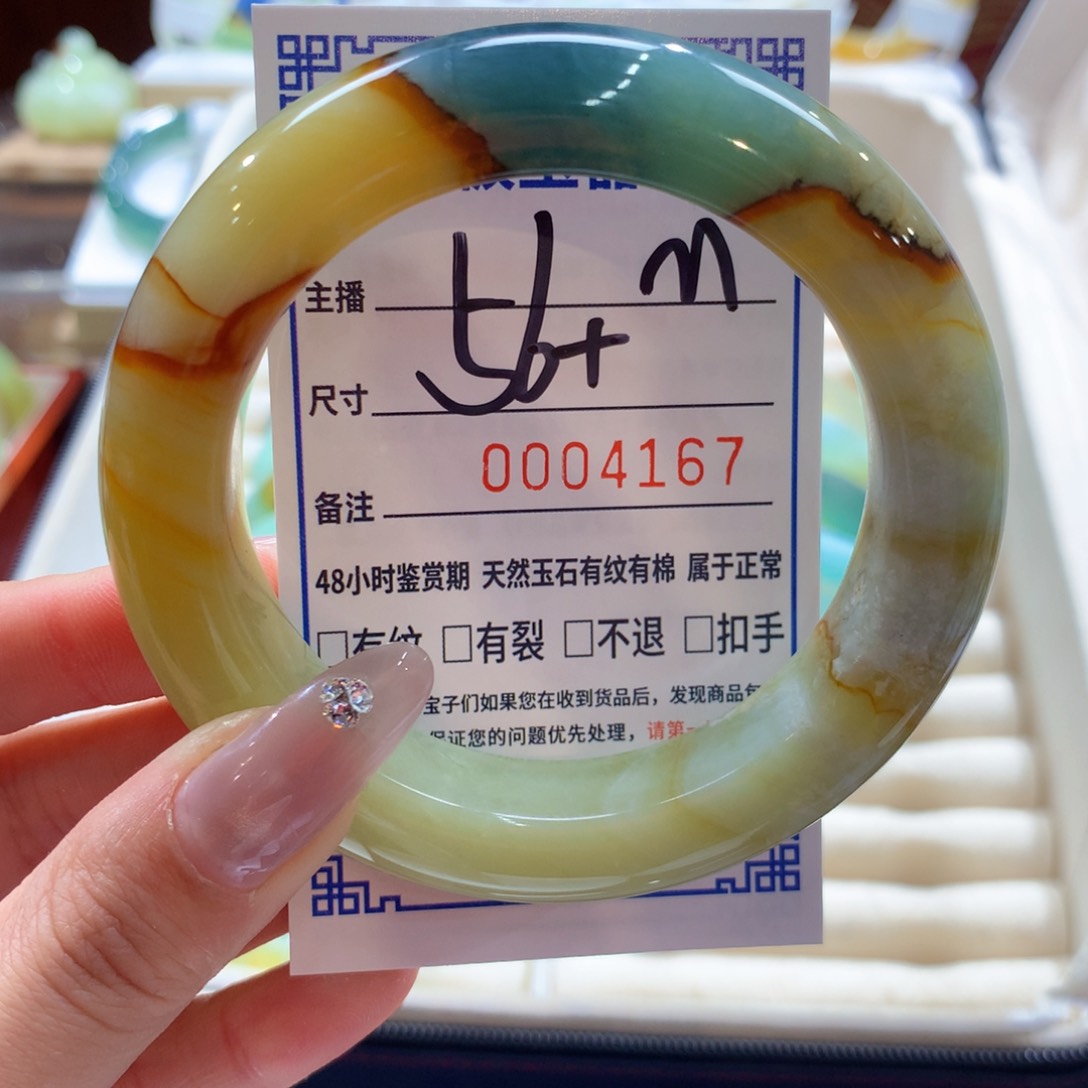 主播 n
尺寸 56+
0004167
备注
48小时鉴赏期 天然玉石有纹有棉 属于正常
□有纹 □有裂 □不退 □扣手
宝子们如果您在收到货品后，发现商品
保证您的问题优先处理，请第一